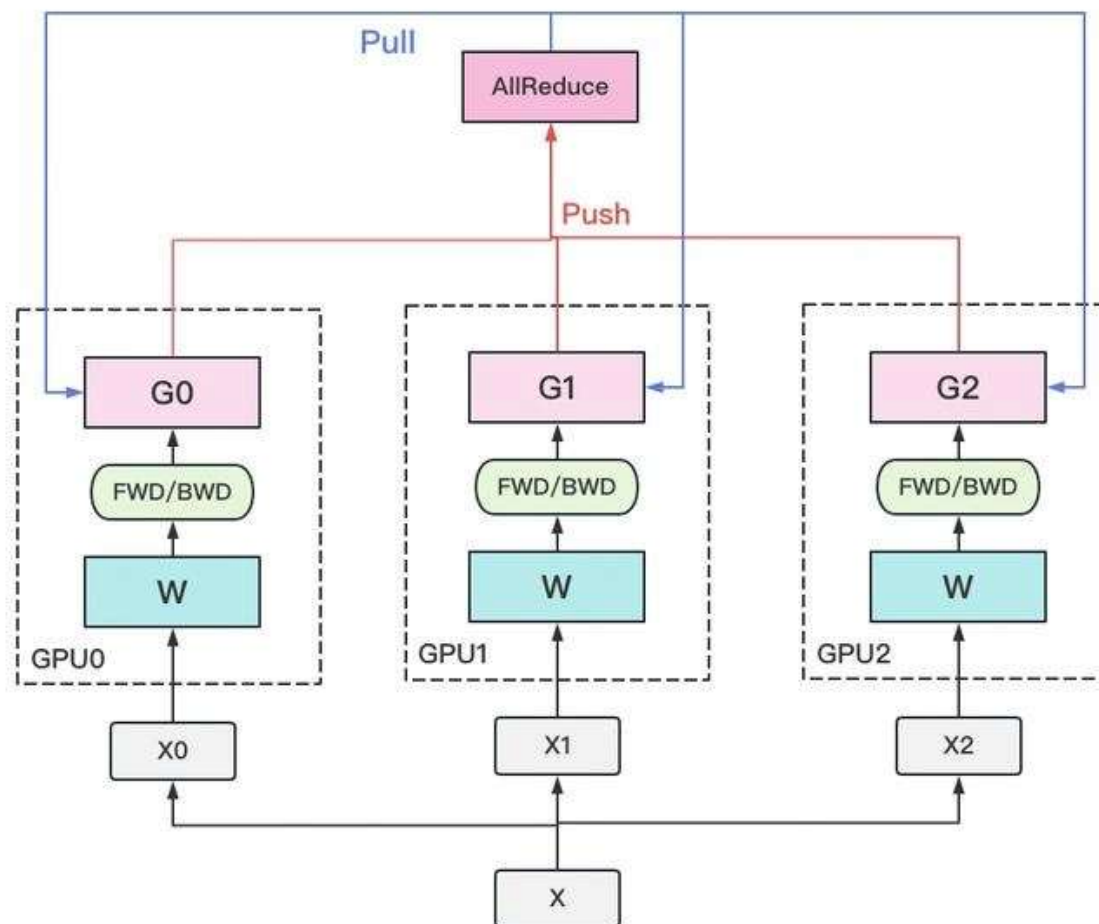 Pull
AllReduce
Push
G0
G1
G2
FWD/BWD
FWD/BWD
FWD/BWD
W
W
W
GPU0
GPU1
GPU2
X0
X1
X2
X